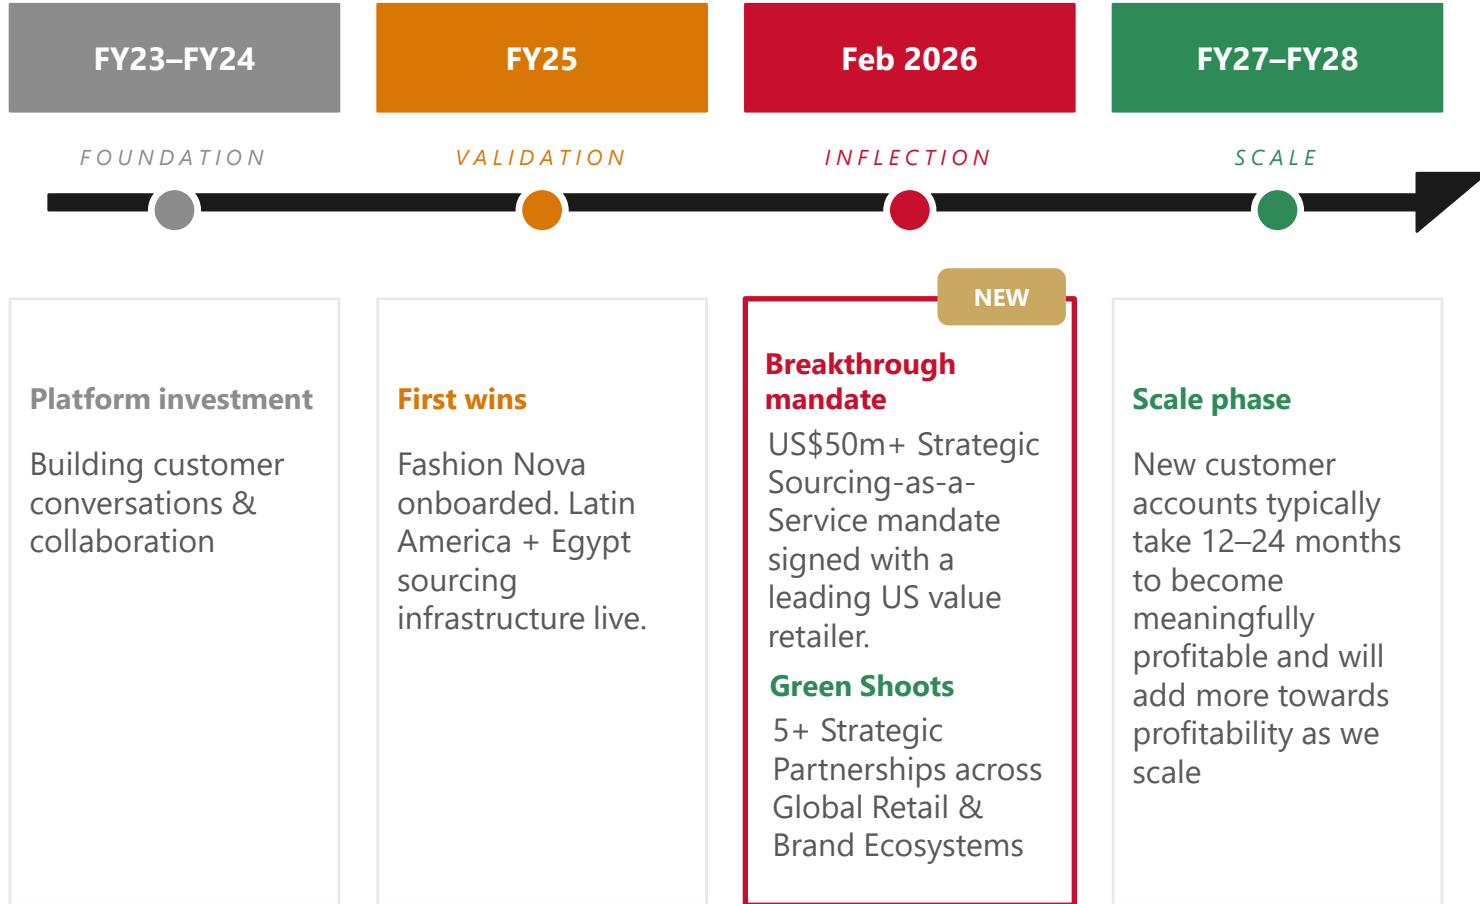 FY23–FY24
FOUNDATION
Platform investment
Building customer
conversations &
collaboration
FY25
VALIDATION
First wins
Fashion Nova
onboarded. Latin
America + Egypt
sourcing
infrastructure live.
Feb 2026
INFLECTION
NEW
Breakthrough
mandate
US$50m+ Strategic
Sourcing-as-a-
Service mandate
signed with a
leading US value
retailer.
Green Shoots
5+ Strategic
Partnerships across
Global Retail &
Brand Ecosystems
FY27–FY28
SCALE
Scale phase
New customer
accounts typically
take 12–24 months
to become
meaningfully
profitable and will
add more towards
profitability as we
scale